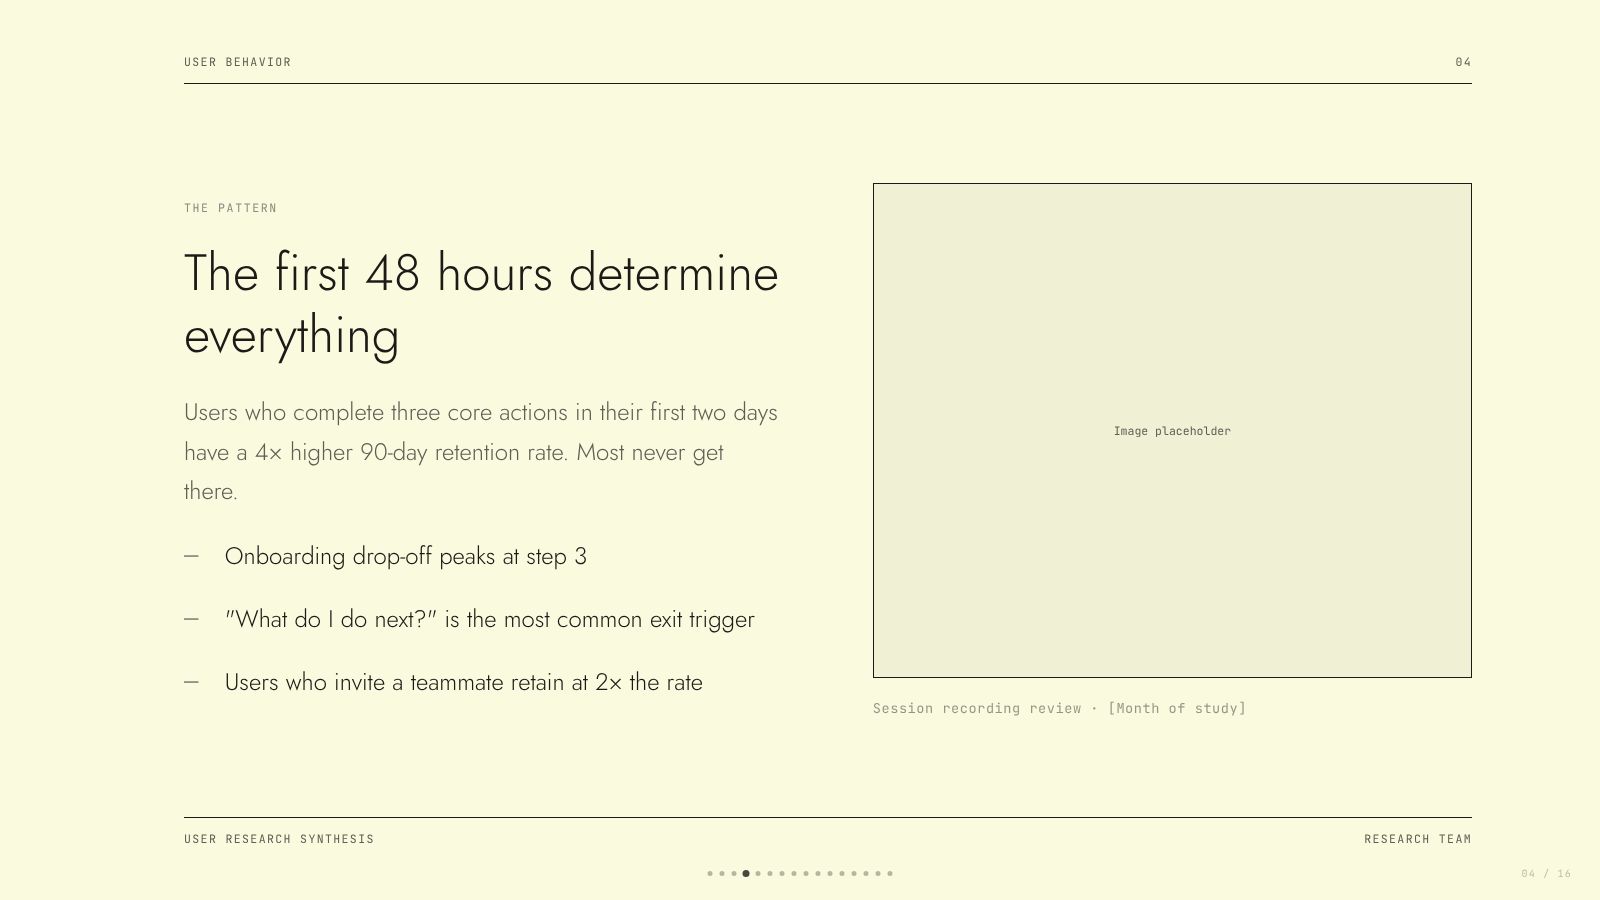 USER BEHAVIOR
04
THE PATTERN
The first 48 hours determine
everything
Users who complete three core actions in their first two days
have a 4× higher 90-day retention rate. Most never get
there.
— Onboarding drop-off peaks at step 3
— "What do I do next?" is the most common exit trigger
— Users who invite a teammate retain at 2× the rate
Image placeholder
Session recording review · [Month of study]
USER RESEARCH SYNTHESIS
RESEARCH TEAM
04 / 16